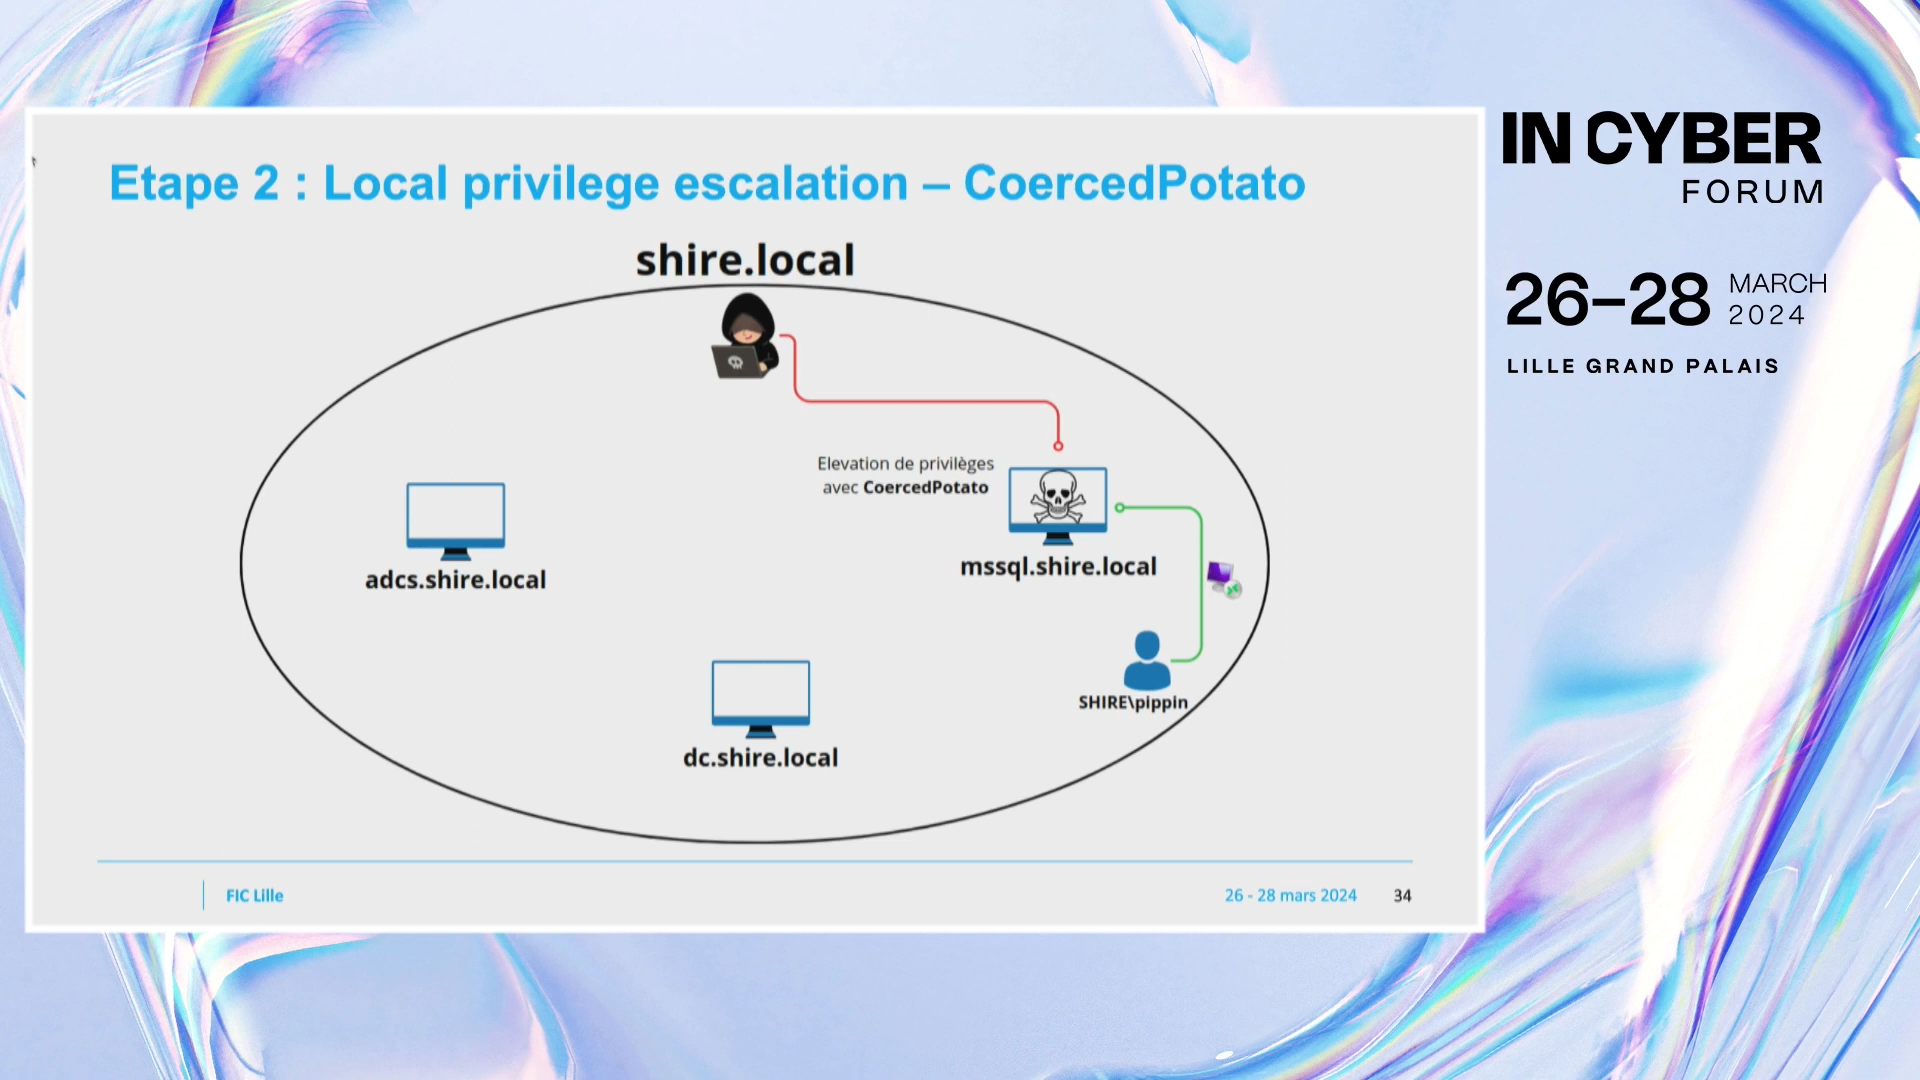 Etape 2 : Local privilege escalation – CoercedPotato
shire.local
Elevation de privilèges
avec CoercedPotato
adcs.shire.local
mssql.shire.local
SHIRE\pippin
dc.shire.local
FIC Lille
26 - 28 mars 2024
34
IN CYBER
FORUM
26–28 MARCH
2024
LILLE GRAND PALAIS